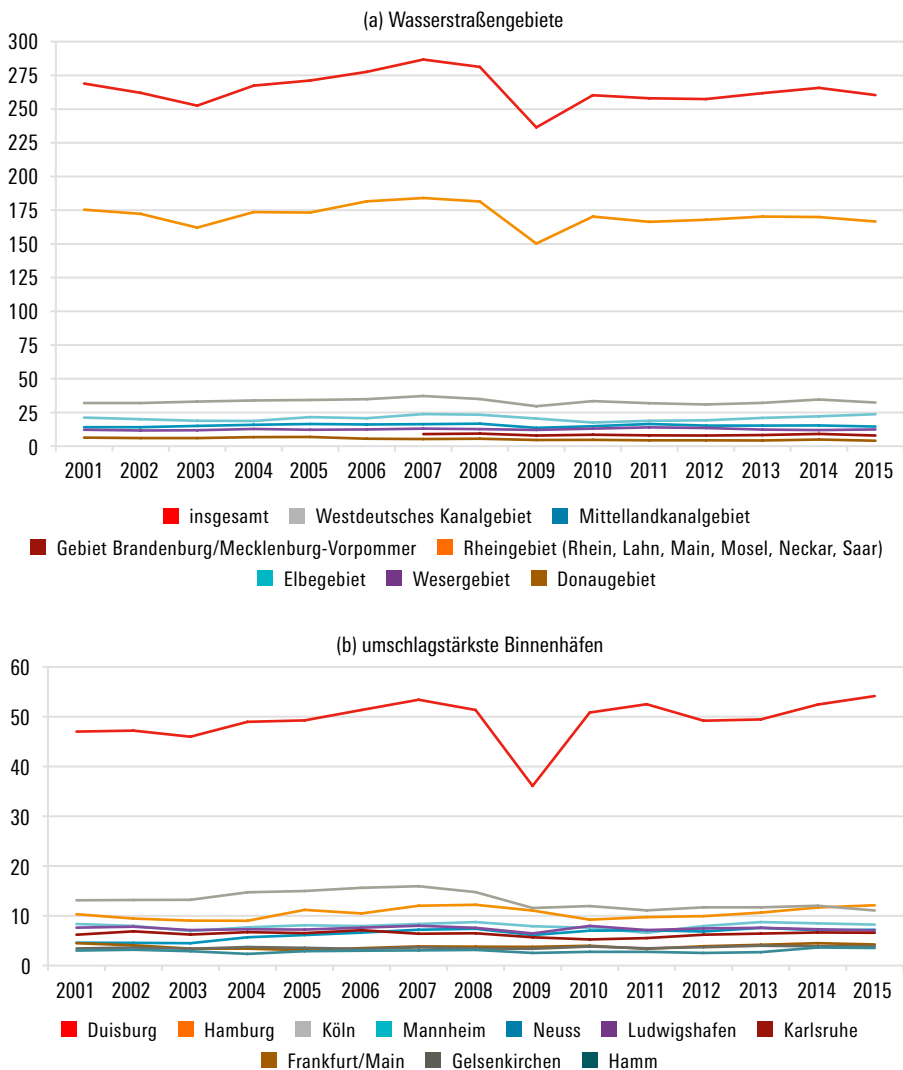 (a) Wasserstraßengebiete
300
275
250
225
200
175
150
125
100
75
50
25
0
2001 2002 2003 2004 2005 2006 2007 2008 2009 2010 2011 2012 2013 2014 2015
insgesamt Westdeutsches Kanalgebiet Mittellandkanalgebiet
Gebiet Brandenburg/Mecklenburg-Vorpommer Rheingebiet (Rhein, Lahn, Main, Mosel, Neckar, Saar)
Elbegebiet Wesergebiet Donaugebiet
(b) umschlagstärkste Binnenhäfen
60
50
40
30
20
10
0
2001 2002 2003 2004 2005 2006 2007 2008 2009 2010 2011 2012 2013 2014 2015
Duisburg Hamburg Köln Mannheim Neuss Ludwigshafen Karlsruhe
Frankfurt/Main Gelsenkirchen Hamm